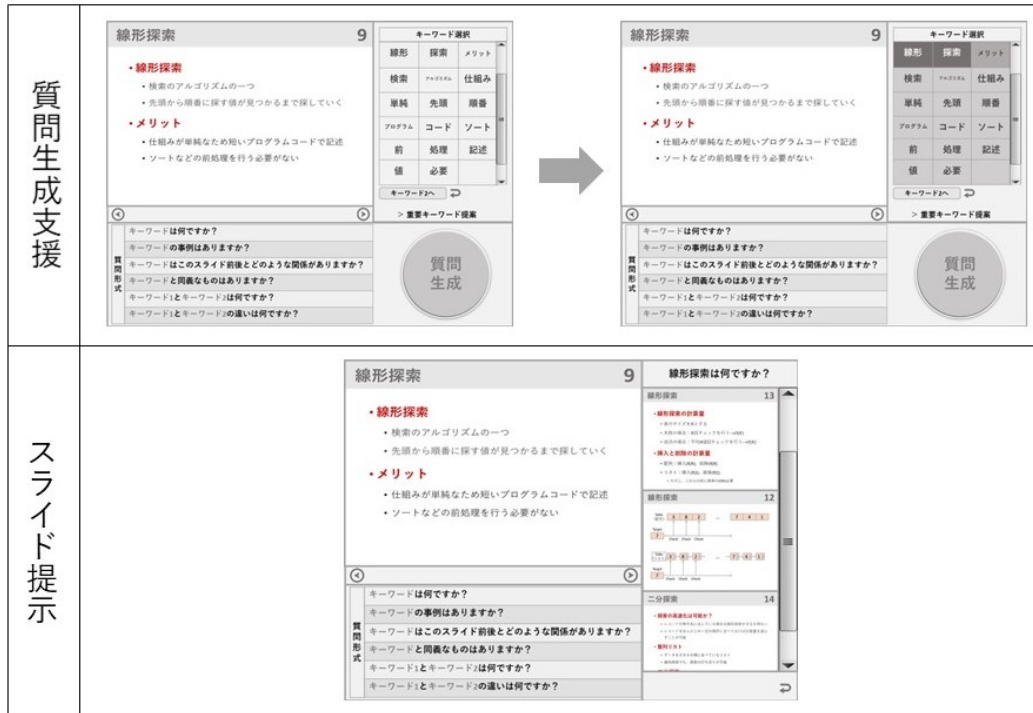 質問生成支援
線形探索 9
・線形探索
・検索のアルゴリズムの一つ
・先頭から順番に探す値が見つかるまで探していく
・メリット
・仕組みが単純なため短いプログラムコードで記述
・ソートなどの前処理を行う必要がない
キーワード選択
線形 探索 メリット
検索 アルゴリズム 仕組み
単純 先頭 順番
プログラム コード ソート
前 処理 記述
値 必要
キーワード2へ
> 重要キーワード提案
質問形式
キーワードは何ですか？
キーワードの事例はありますか？
キーワードはこのスライド前後とどのような関係がありますか？
キーワードと同義なものはありますか？
キーワード1とキーワード2は何ですか？
キーワード1とキーワード2の違いは何ですか？
質問
生成
線形探索 9
・線形探索
・検索のアルゴリズムの一つ
・先頭から順番に探す値が見つかるまで探していく
・メリット
・仕組みが単純なため短いプログラムコードで記述
・ソートなどの前処理を行う必要がない
キーワード選択
線形 探索 メリット
検索 アルゴリズム 仕組み
単純 先頭 順番
プログラム コード ソート
前 処理 記述
値 必要
キーワード2へ
> 重要キーワード提案
質問形式
キーワードは何ですか？
キーワードの事例はありますか？
キーワードはこのスライド前後とどのような関係がありますか？
キーワードと同義なものはありますか？
キーワード1とキーワード2は何ですか？
キーワード1とキーワード2の違いは何ですか？
質問
生成
スライド提示
線形探索 9
・線形探索
・検索のアルゴリズムの一つ
・先頭から順番に探す値が見つかるまで探していく
・メリット
・仕組みが単純なため短いプログラムコードで記述
・ソートなどの前処理を行う必要がない
質問形式
キーワードは何ですか？
キーワードの事例はありますか？
キーワードはこのスライド前後とどのような関係がありますか？
キーワードと同義なものはありますか？
キーワード1とキーワード2は何ですか？
キーワード1とキーワード2の違いは何ですか？
線形探索は何ですか？
線形探索 13
・線形探索の計算量
・挿入と削除の計算量
線形探索 12
Target
Check Check Check
Target
Check Check Check
二分探索 14
・探索の高速化は可能か？
・整列リスト